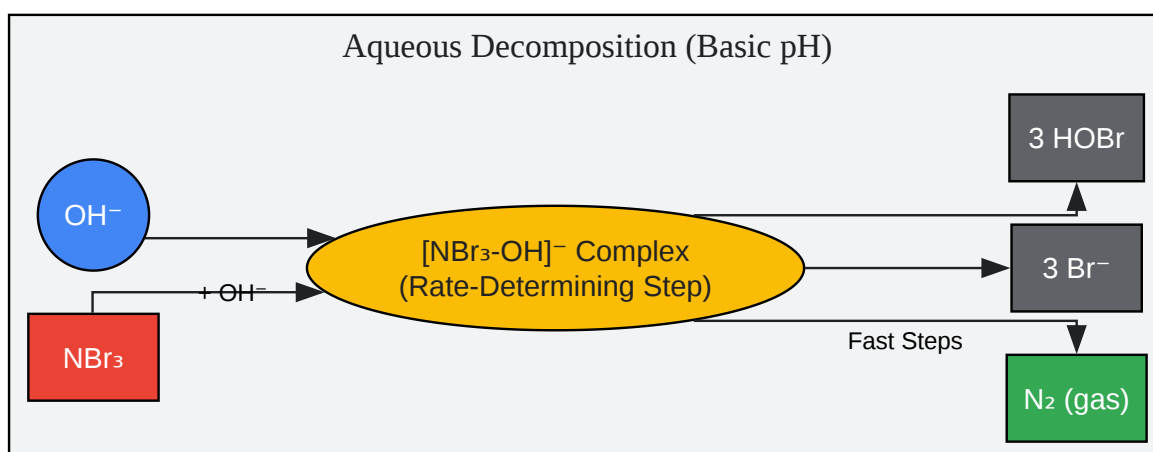 Aqueous Decomposition (Basic pH)
3 HOBr
OH⁻
[NBr₃-OH]⁻ Complex
(Rate-Determining Step)
3 Br⁻
+ OH⁻
NBr₃
Fast Steps
N₂ (gas)